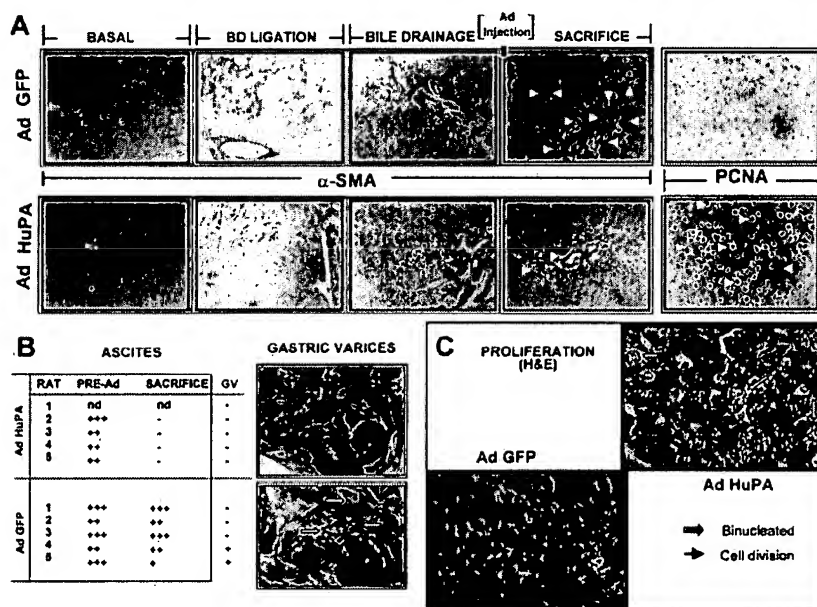 A
BASAL
BD LIGATION
BILE DRAINAGE
Ad Injection
SACRIFICE
Ad GFP
α-SMA
PCNA
Ad HuPA
B
ASCITES
GASTRIC VARICES
RAT PRE-Ad SACRIFICE GV
Ad HuPA
1 nd nd -
2 +++ - -
3 ++ - -
4 ++ - -
5 ++ - -
Ad GFP
1 +++ +++ -
2 ++ ++ -
3 +++ +++ -
4 ++ ++ +
5 +++ + +
C
PROLIFERATION
(H&E)
Ad GFP
Ad HuPA
Binucleated
Cell division